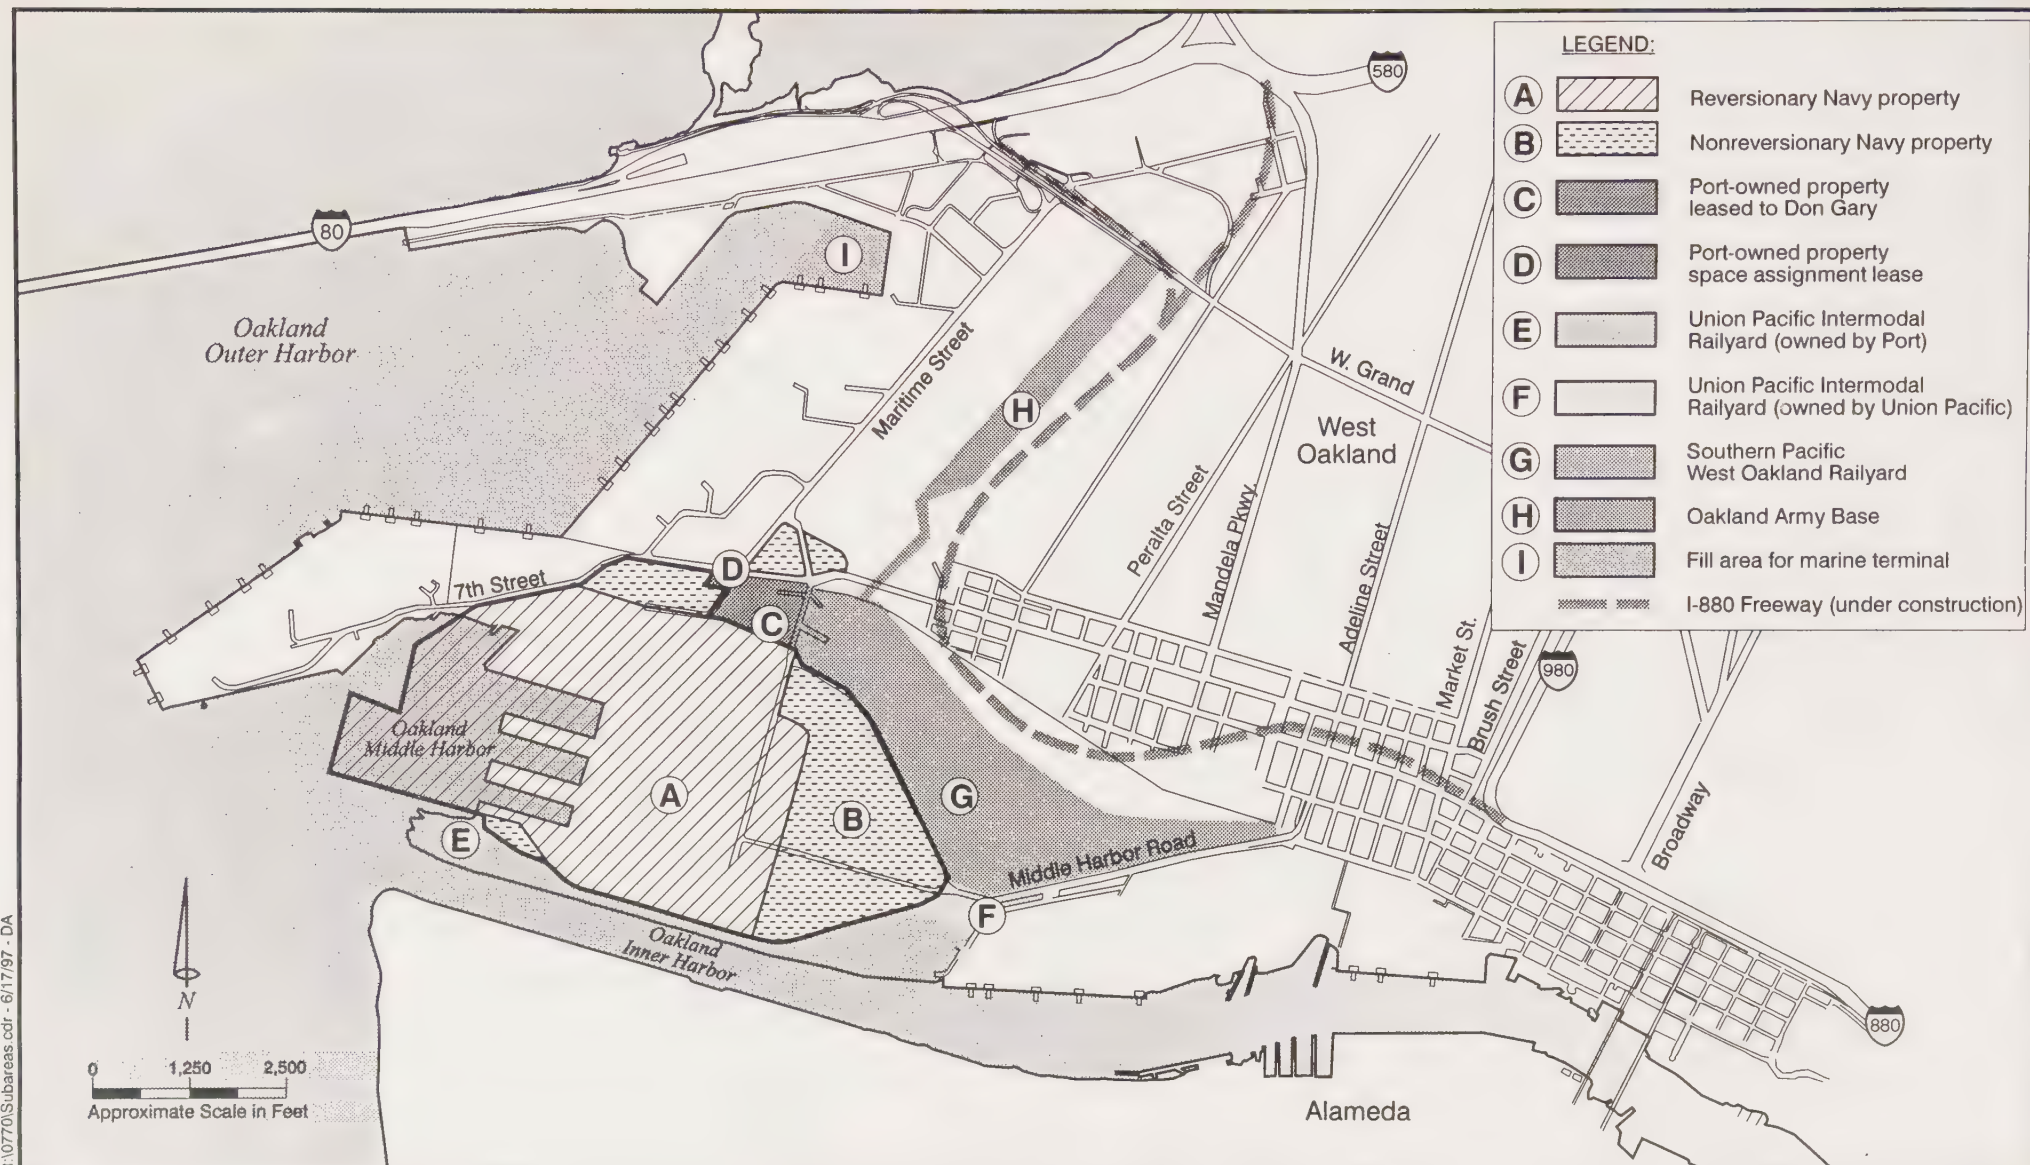 LEGEND:
A
Reversionary Navy property
B
Nonreversionary Navy property
C
Port-owned property
leased to Don Gary
D
Port-owned property
space assignment lease
E
Union Pacific Intermodal
Railyard (owned by Port)
F
Union Pacific Intermodal
Railyard (owned by Union Pacific)
G
Southern Pacific
West Oakland Railyard
H
Oakland Army Base
I
Fill area for marine terminal
I-880 Freeway (under construction)
580
80
I
Oakland
Outer Harbor
Maritime Street
H
W. Grand
West
Oakland
Peralta Street
Mandela Pkwy.
Adeline Street
Market St.
Brush Street
980
Broadway
7th Street
D
C
Oakland
Middle Harbor
A
B
G
E
Middle Harbor Road
F
Oakland
Inner Harbor
880
Alameda
N
0 1,250 2,500
Approximate Scale in Feet
\0770\Subareas.cdr - 6/17/97 - DA